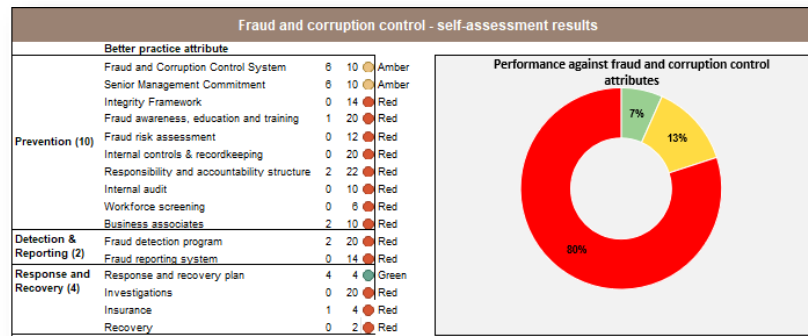 Fraud and corruption control - self-assessment results
Better practice attribute
Prevention (10)
Fraud and Corruption Control System 6 10 Amber
Senior Management Commitment 6 10 Amber
Integrity Framework 0 14 Red
Fraud awareness, education and training 1 20 Red
Fraud risk assessment 0 12 Red
Internal controls & recordkeeping 0 20 Red
Responsibility and accountability structure 2 22 Red
Internal audit 0 10 Red
Workforce screening 0 6 Red
Business associates 2 10 Red
Detection &
Reporting (2)
Fraud detection program 2 20 Red
Fraud reporting system 0 14 Red
Response and
Recovery (4)
Response and recovery plan 4 4 Green
Investigations 0 20 Red
Insurance 1 4 Red
Recovery 0 2 Red
Performance against fraud and corruption control
attributes
7%
13%
80%